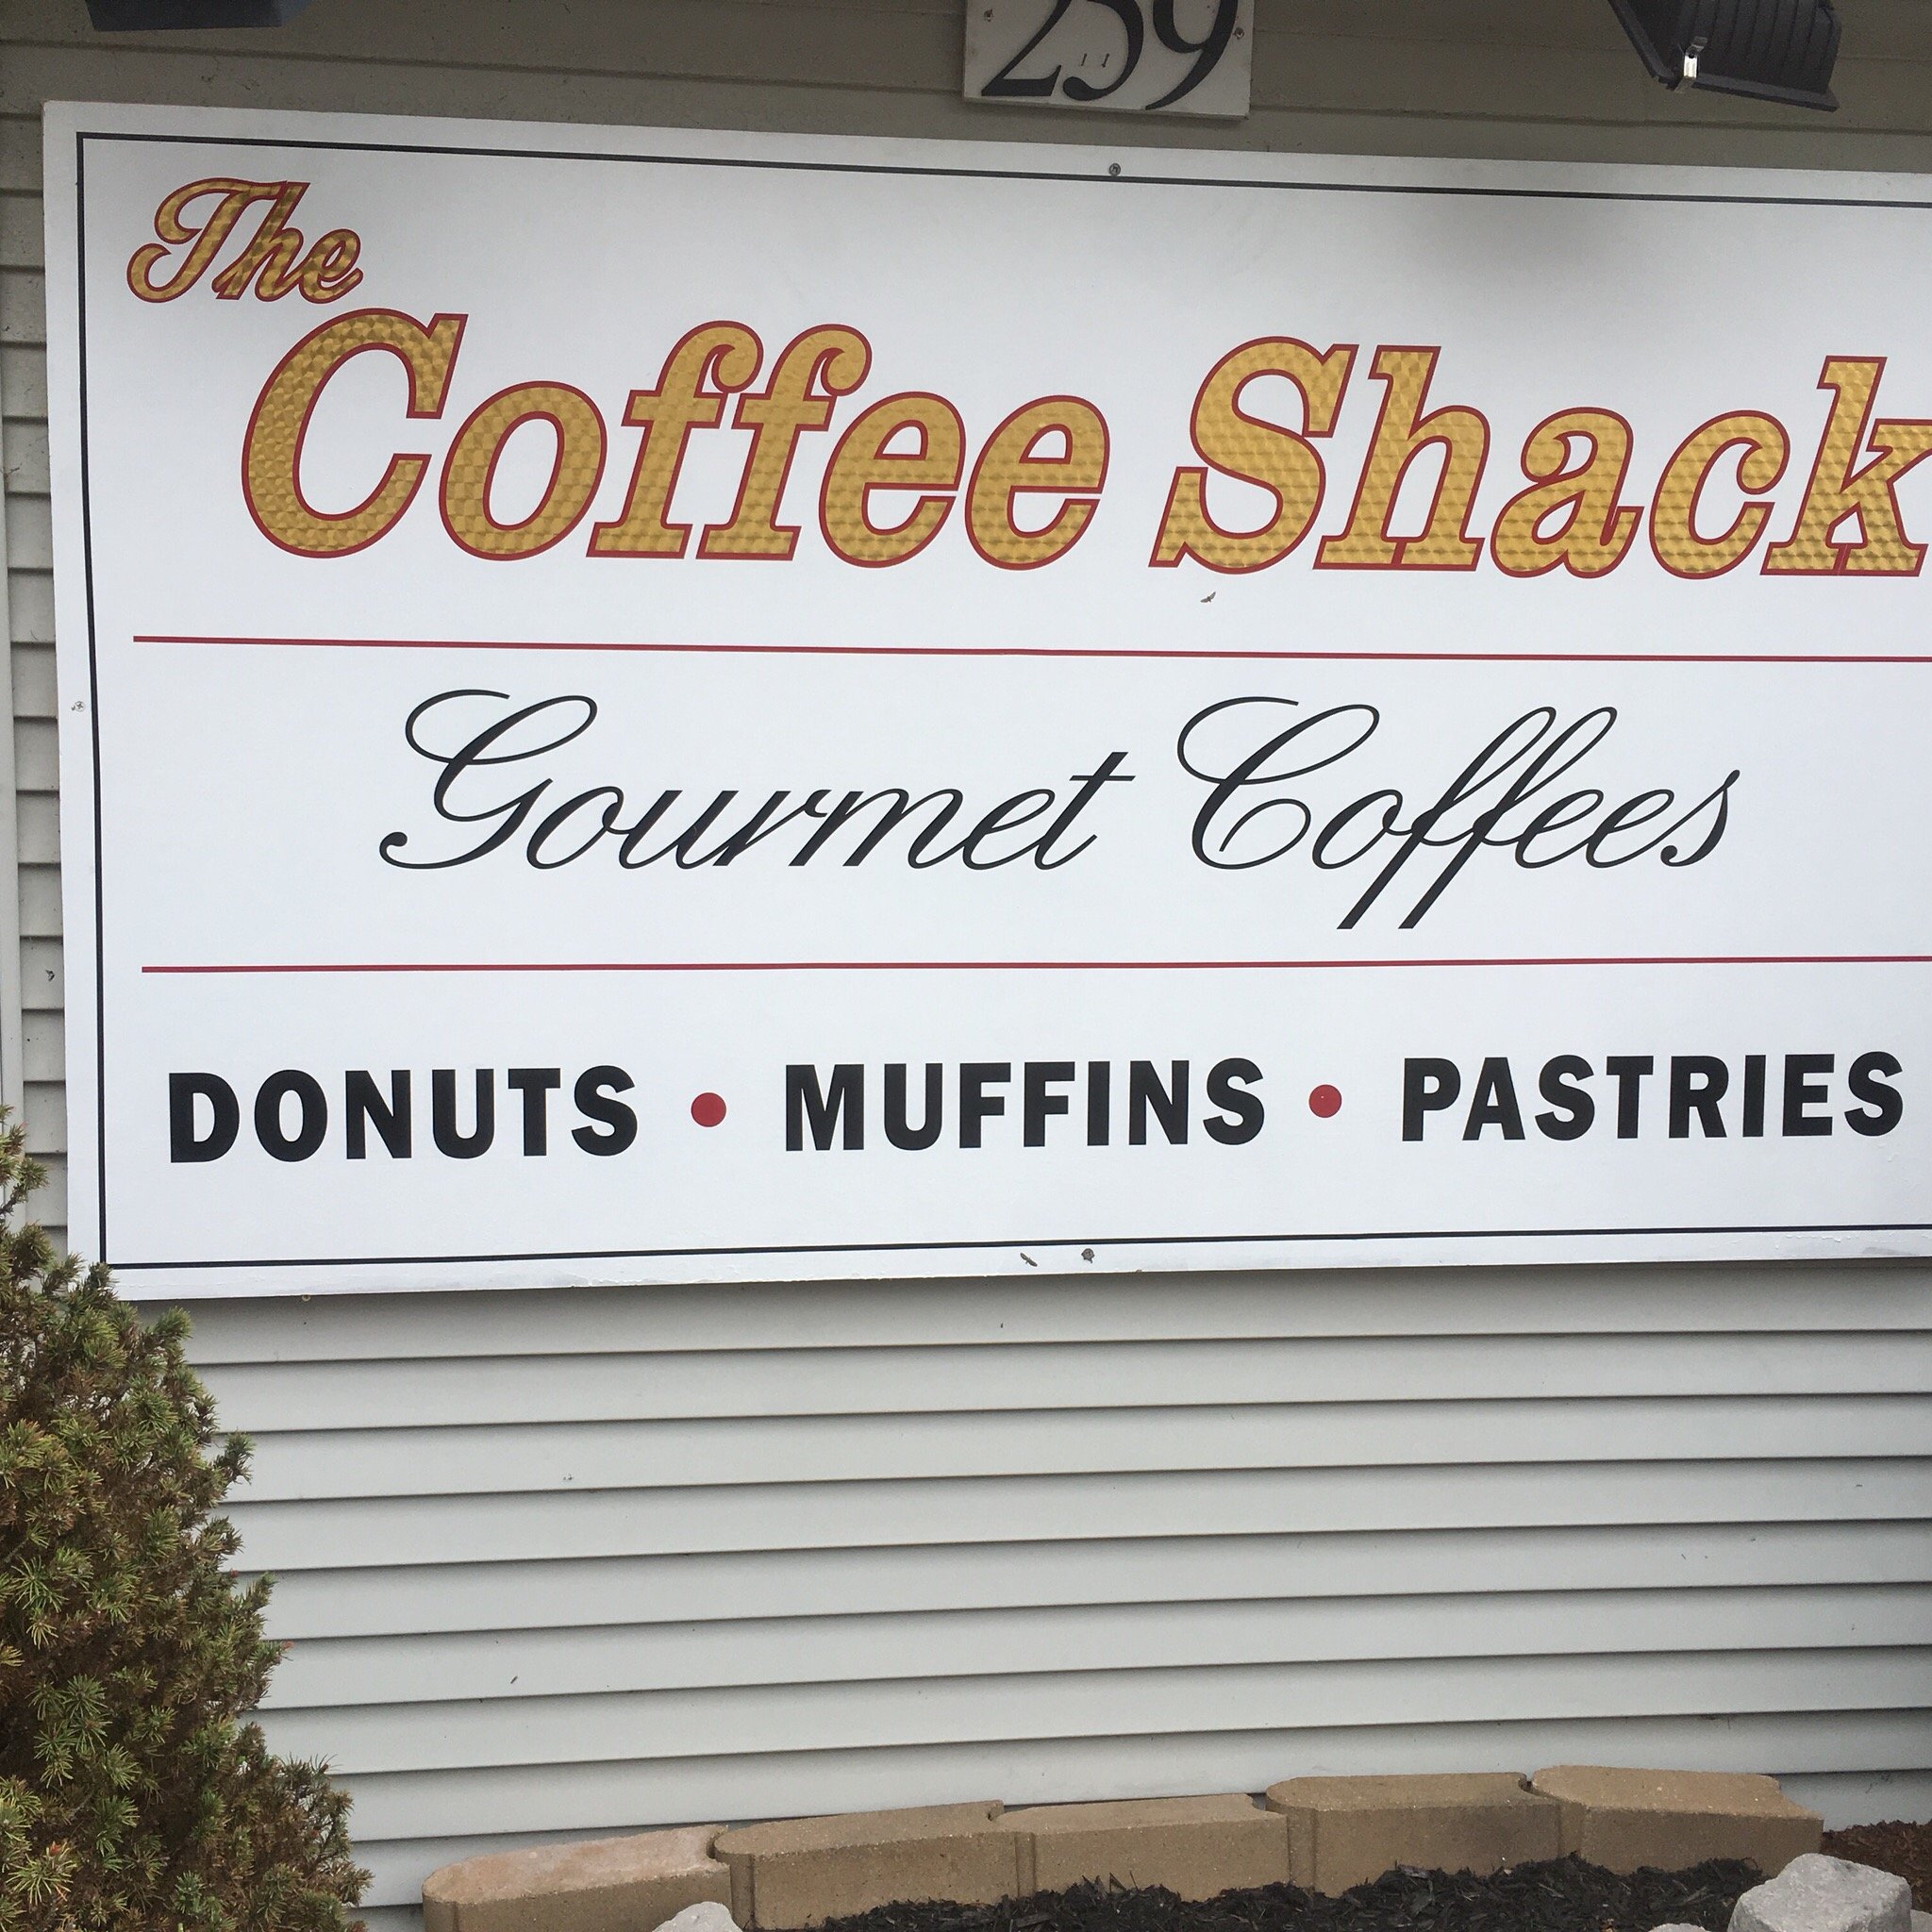 259
The
Coffee Shack
Gourmet Coffees
DONUTS • MUFFINS • PASTRIES